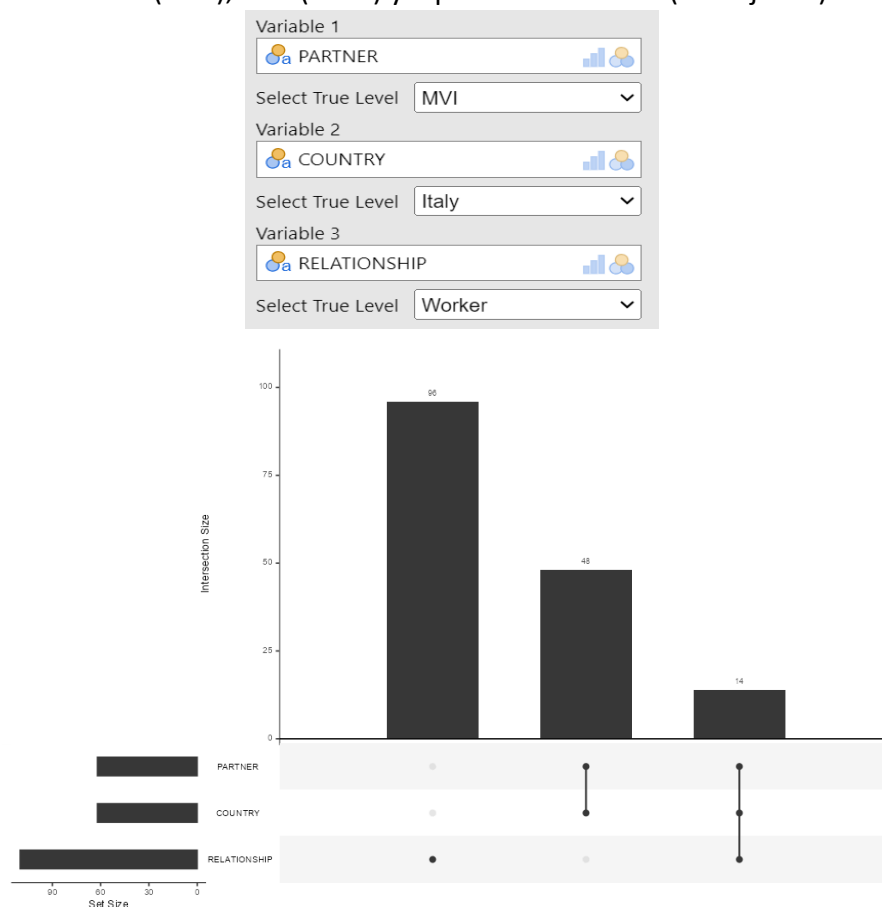 Variable 1
a PARTNER
Select True Level MVI
Variable 2
a COUNTRY
Select True Level Italy
Variable 3
a RELATIONSHIP
Select True Level Worker
100
96
75
Intersection Size
50
48
25
14
0
PARTNER
COUNTRY
RELATIONSHIP
90 60 30 0
Set Size